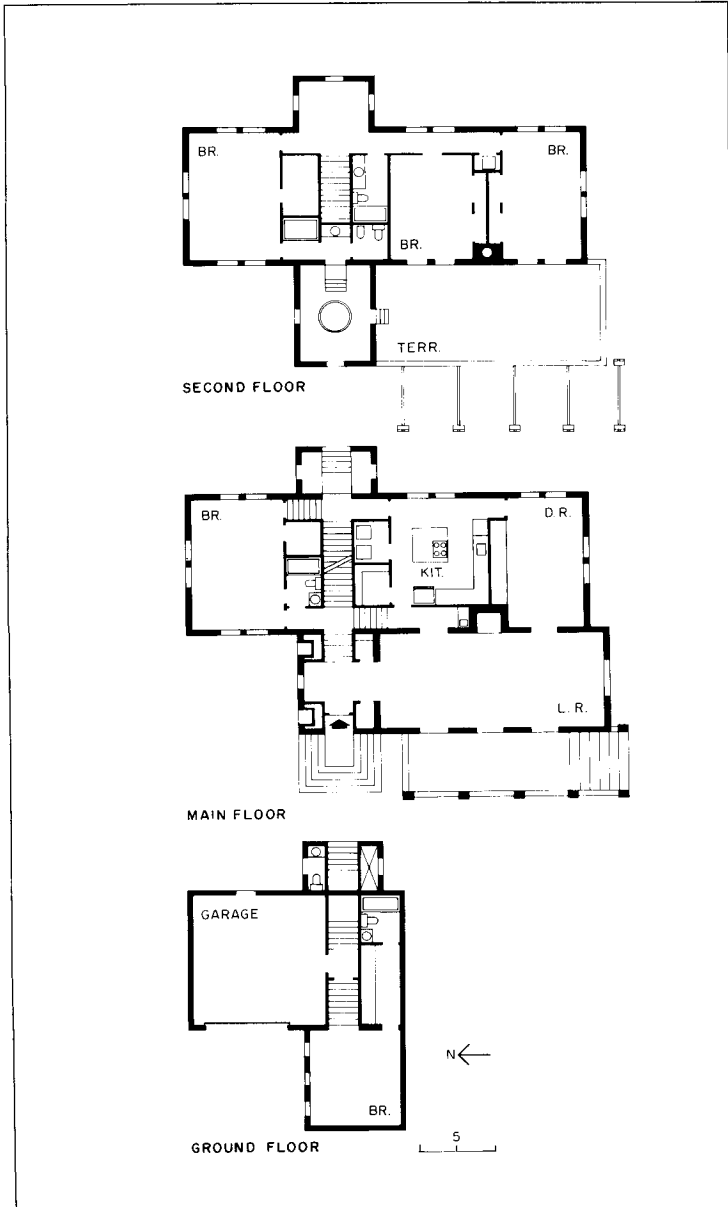 BR.
BR.
BR.
TERR.
SECOND FLOOR
BR.
D.R.
KIT.
L.R.
MAIN FLOOR
GARAGE
N
BR.
5
GROUND FLOOR